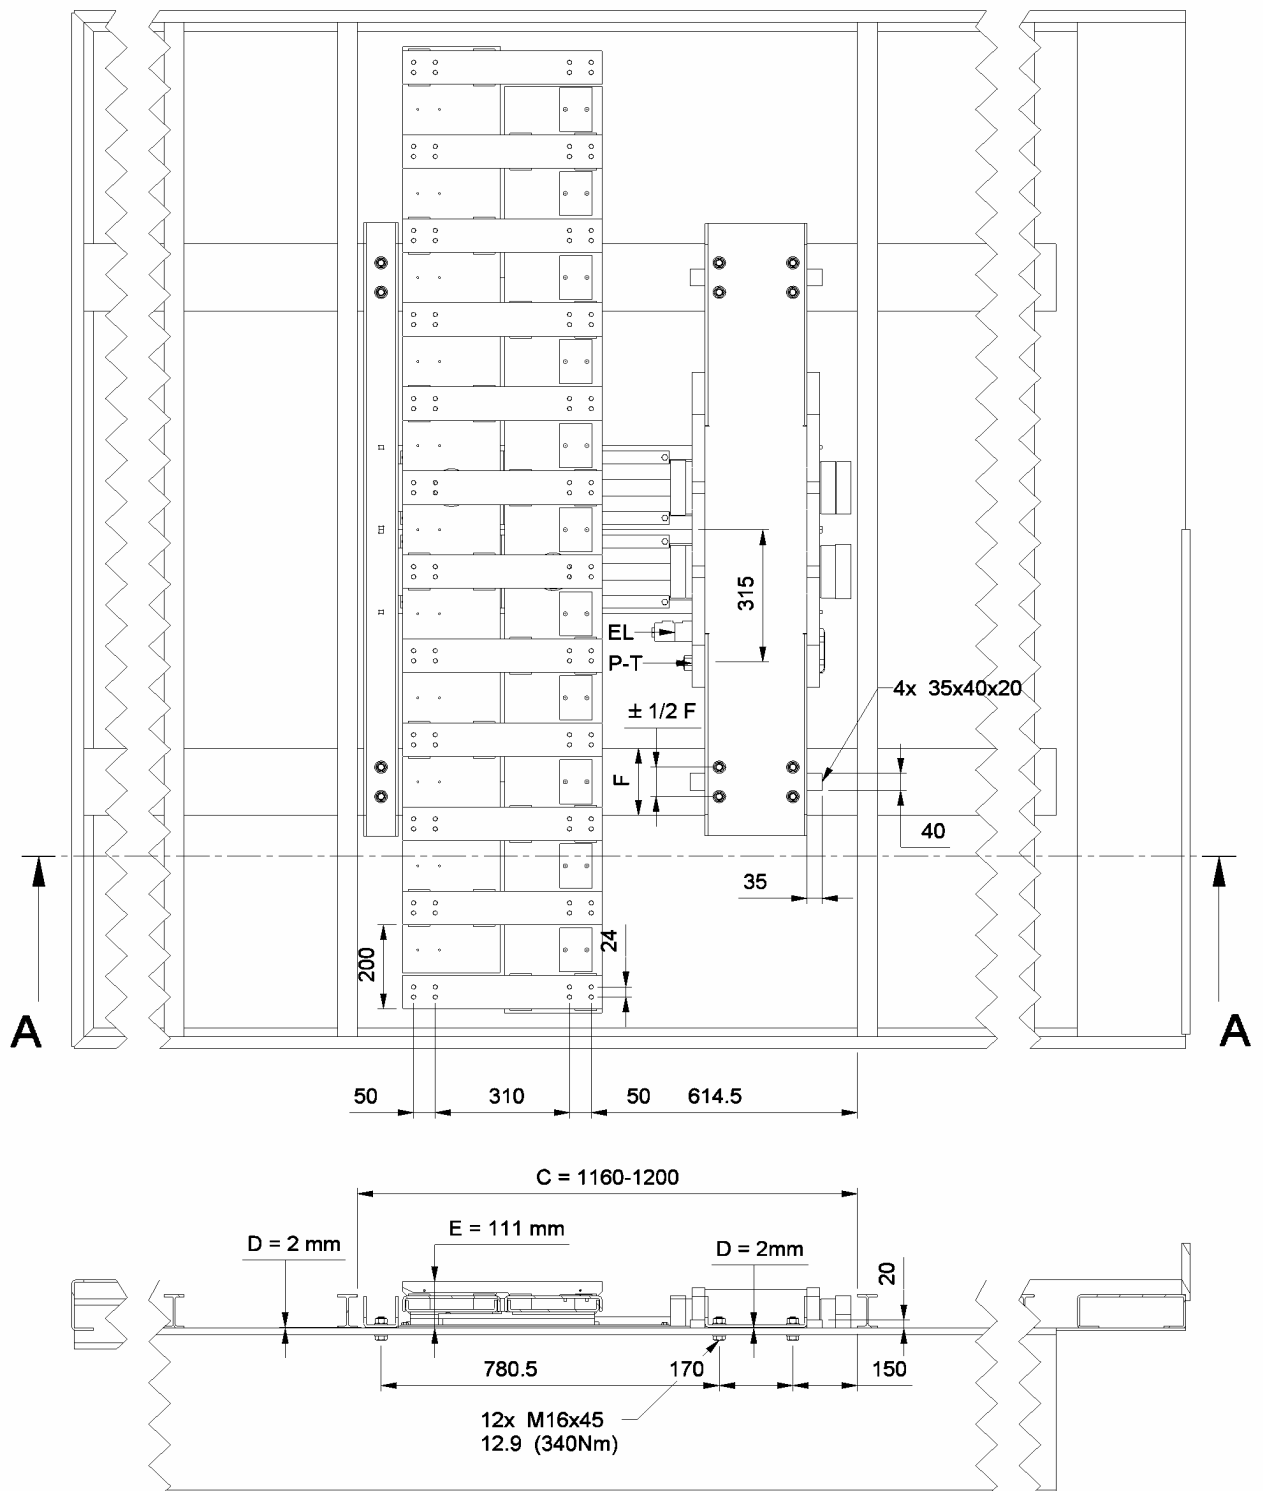 315
EL
P-T
4x 35x40x20
± 1/2 F
F
40
35
24
200
A
A
50
310
50
614.5
C = 1160-1200
E = 111 mm
D = 2 mm
D = 2mm
20
780.5
170
150
12x M16x45
12.9 (340Nm)